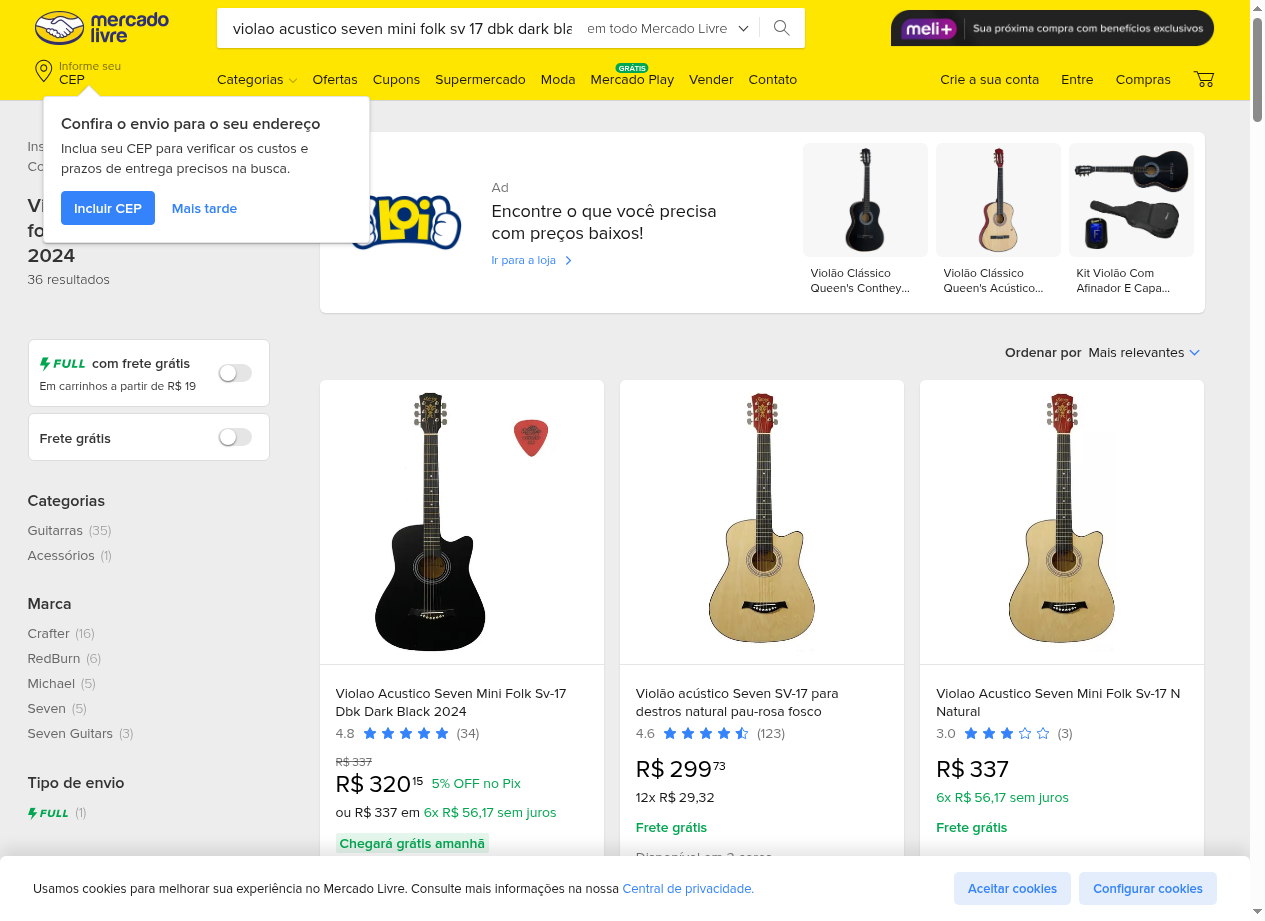 mercado
livre
violao acustico seven mini folk sv 17 dbk dark bla
em todo Mercado Livre
meli+
Sua próxima compra com benefícios exclusivos
Informe seu
CEP
Categorias
Ofertas
Cupons
Supermercado
Moda
GRÁTIS
Mercado Play
Vender
Contato
Crie a sua conta
Entre
Compras
Confira o envio para o seu endereço
Inclua seu CEP para verificar os custos e
prazos de entrega precisos na busca.
Incluir CEP
Mais tarde
2024
36 resultados
LOi
Ad
Encontre o que você precisa
com preços baixos!
Ir para a loja
Violão Clássico
Queen's Conthey...
Violão Clássico
Queen's Acústico...
Kit Violão Com
Afinador E Capa...
FULL com frete grátis
Em carrinhos a partir de R$ 19
Frete grátis
Categorias
Guitarras (35)
Acessórios (1)
Marca
Crafter (16)
RedBurn (6)
Michael (5)
Seven (5)
Seven Guitars (3)
Tipo de envio
FULL (1)
Ordenar por Mais relevantes
Violao Acustico Seven Mini Folk Sv-17
Dbk Dark Black 2024
4.8 (34)
R$ 337
R$ 320 15 5% OFF no Pix
ou R$ 337 em 6x R$ 56,17 sem juros
Chegará grátis amanhã
Violão acústico Seven SV-17 para
destros natural pau-rosa fosco
4.6 (123)
R$ 299 73
12x R$ 29,32
Frete grátis
Disponível em 2 cores
Violao Acustico Seven Mini Folk Sv-17 N
Natural
3.0 (3)
R$ 337
6x R$ 56,17 sem juros
Frete grátis
Usamos cookies para melhorar sua experiência no Mercado Livre. Consulte mais informações na nossa Central de privacidade.
Aceitar cookies
Configurar cookies